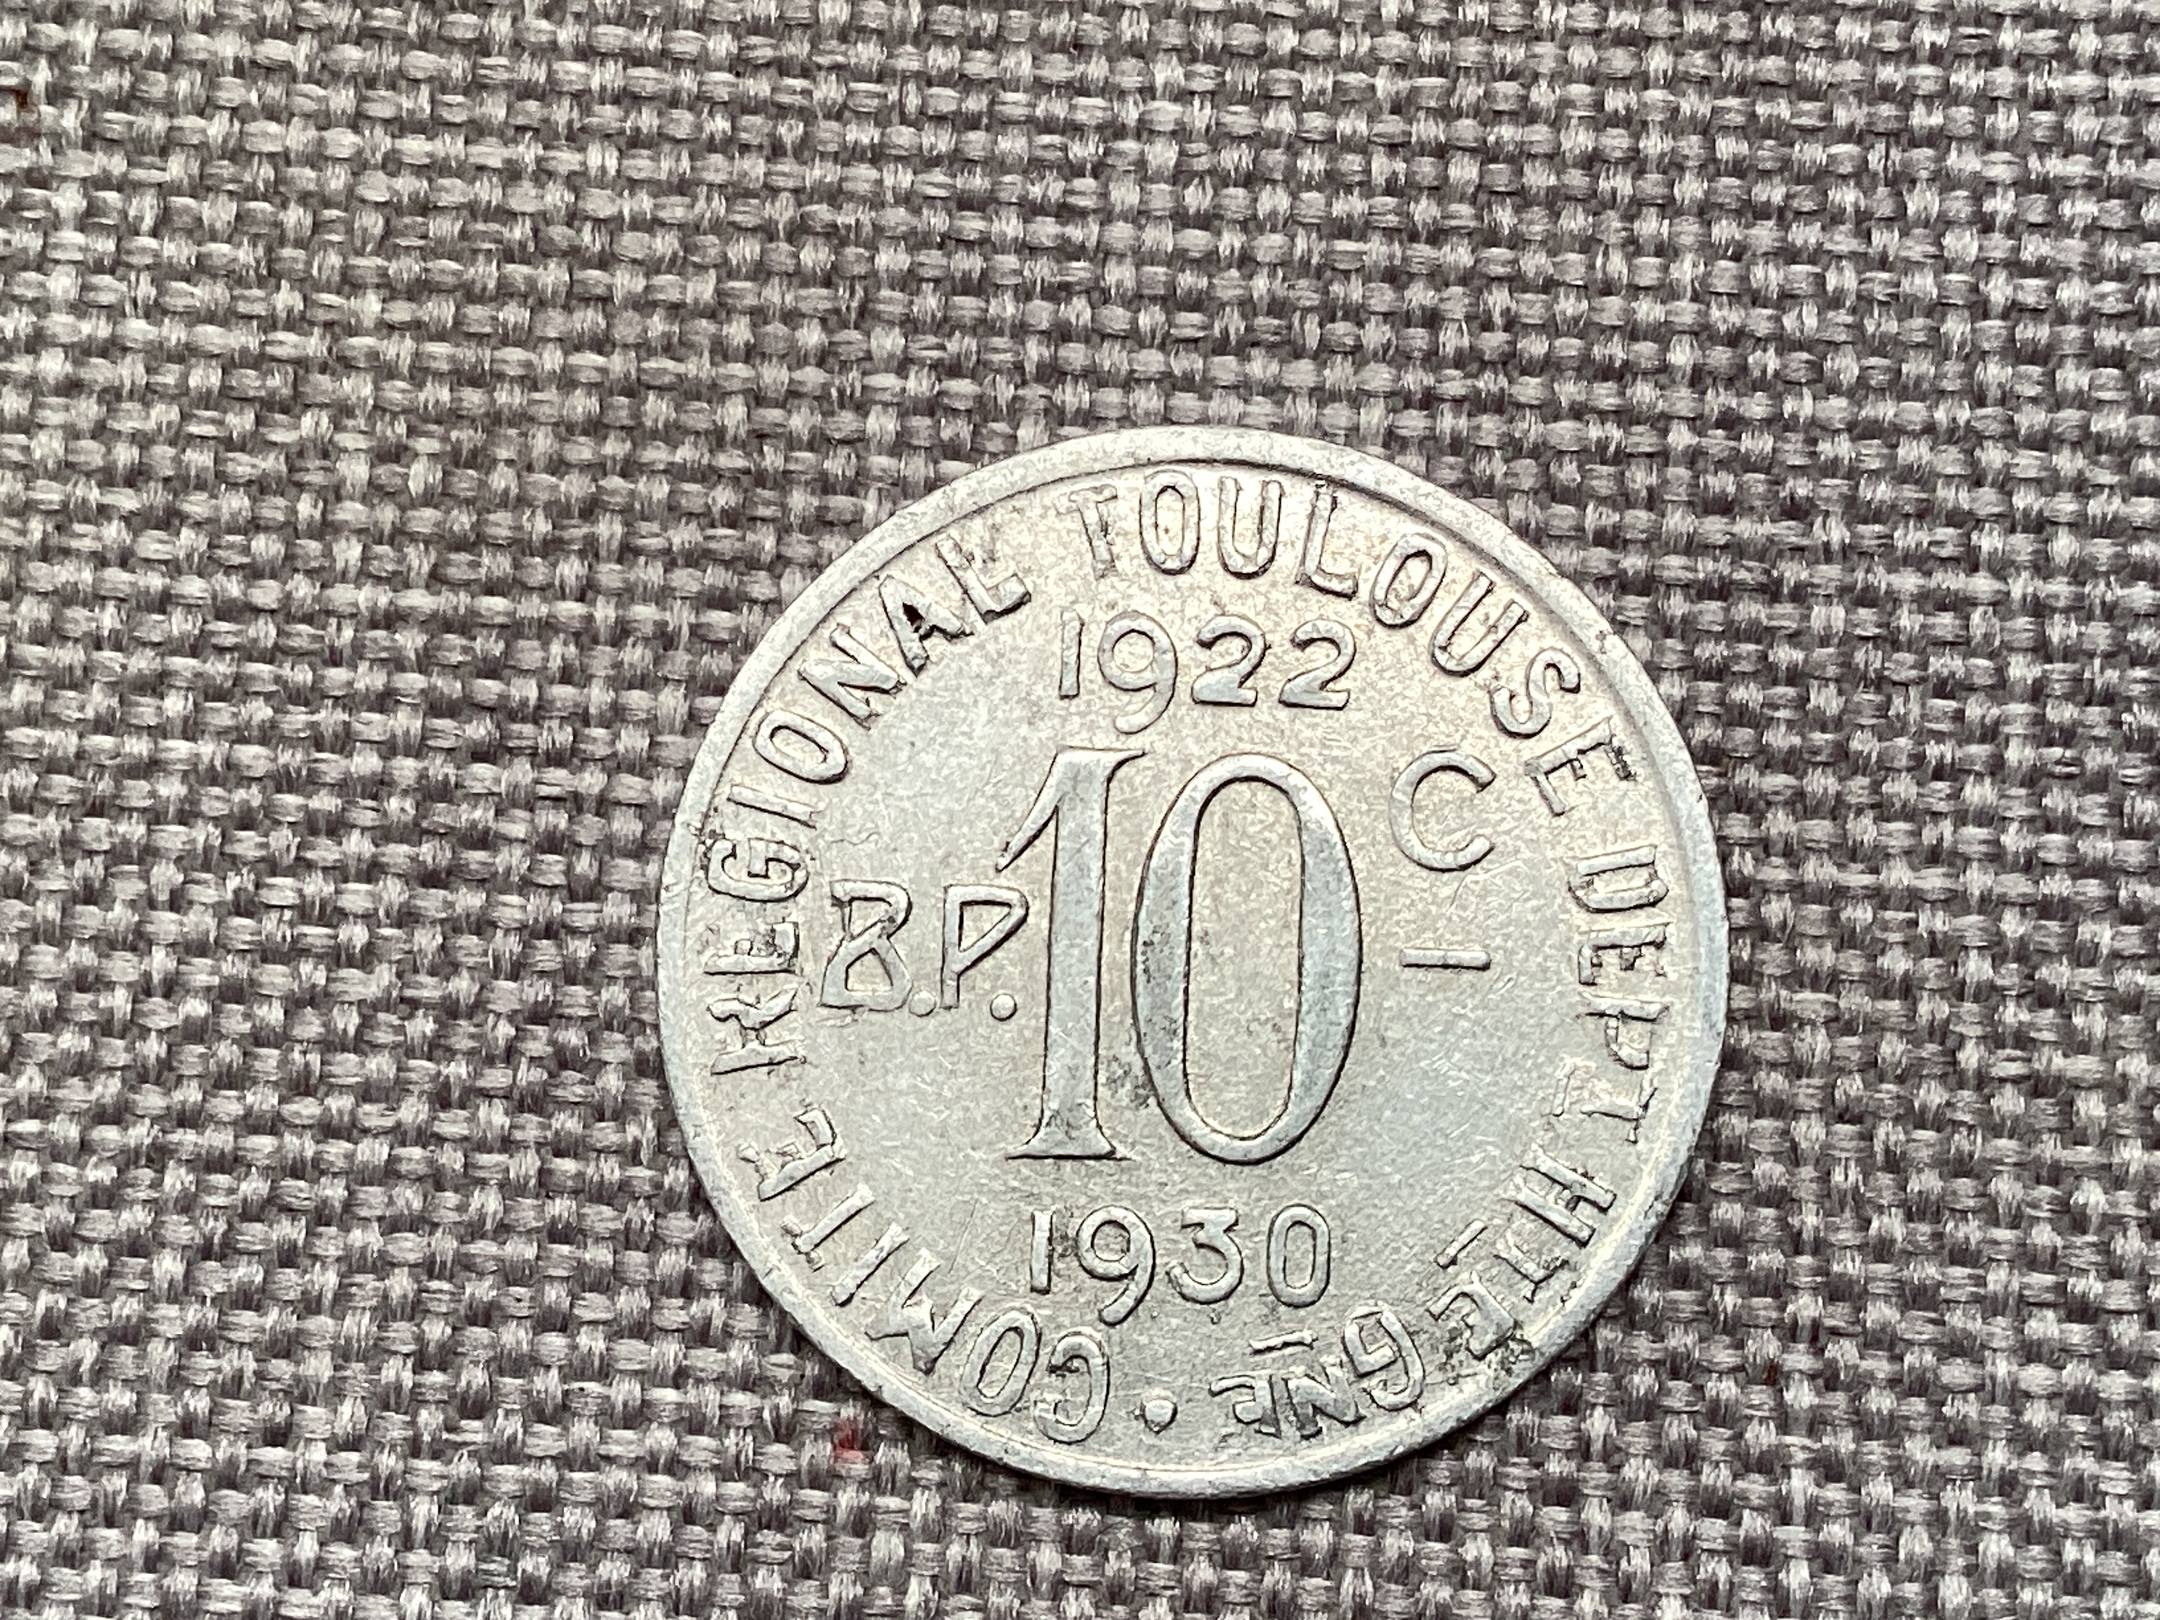 COMITE REGIONAL TOULOUSE DEPT HTE GNE •
1922
B.P. 10 C-
1930